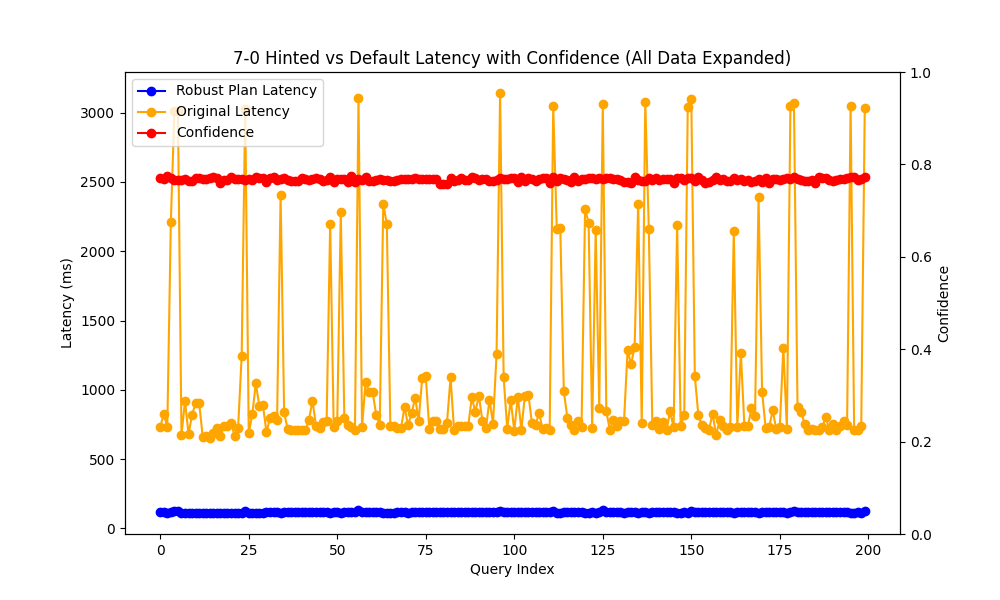 7-0 Hinted vs Default Latency with Confidence (All Data Expanded)
Robust Plan Latency
Original Latency
Confidence
3000
2500
2000
1500
1000
500
0
Latency (ms)
1.0
0.8
0.6
0.4
0.2
0.0
Confidence
0 25 50 75 100 125 150 175 200
Query Index